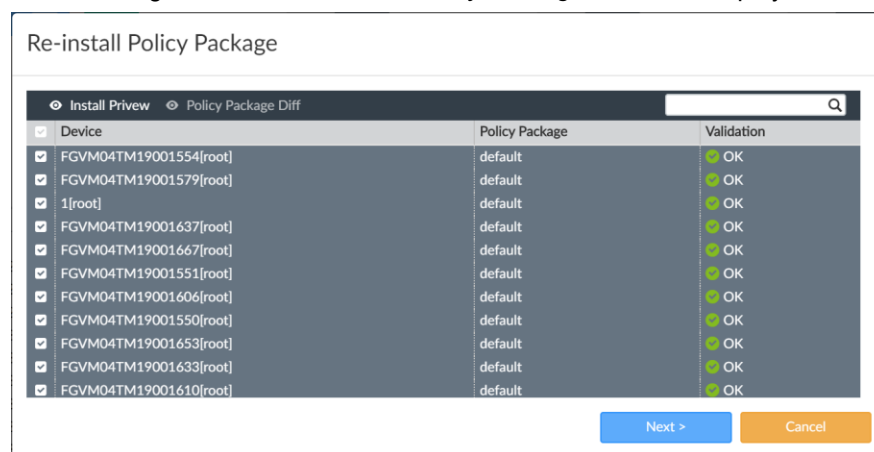 Re-install Policy Package
Install Privew Policy Package Diff
Device Policy Package Validation
FGVM04TM19001554[root] default OK
FGVM04TM19001579[root] default OK
1[root] default OK
FGVM04TM19001637[root] default OK
FGVM04TM19001667[root] default OK
FGVM04TM19001551[root] default OK
FGVM04TM19001606[root] default OK
FGVM04TM19001550[root] default OK
FGVM04TM19001653[root] default OK
FGVM04TM19001633[root] default OK
FGVM04TM19001610[root] default OK
Next > Cancel